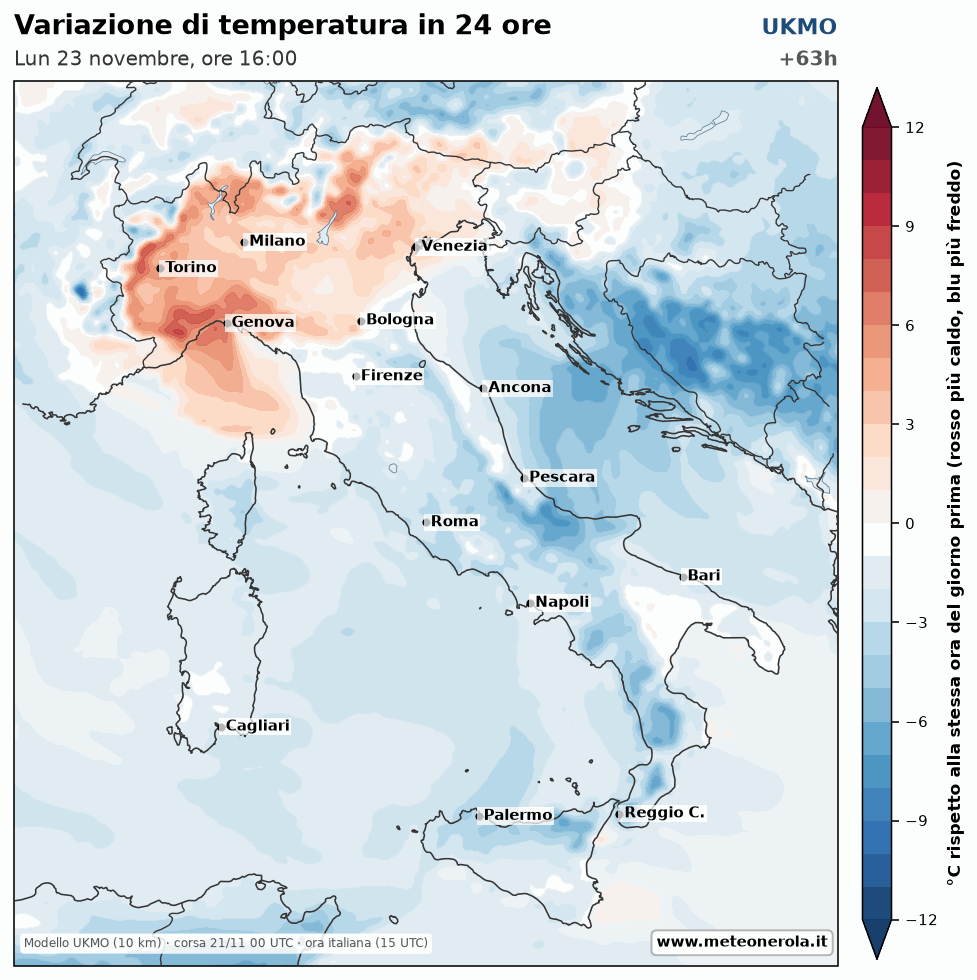 Variazione di temperatura in 24 ore
UKMO
Lun 23 novembre, ore 16:00
+63h
Milano
Venezia
Torino
Genova
Bologna
Firenze
Ancona
Pescara
Roma
Bari
Napoli
Cagliari
Palermo
Reggio C.
12
9
6
3
0
−3
−6
−9
−12
°C rispetto alla stessa ora del giorno prima (rosso più caldo, blu più freddo)
Modello UKMO (10 km) · corsa 21/11 00 UTC · ora italiana (15 UTC)
www.meteonerola.it